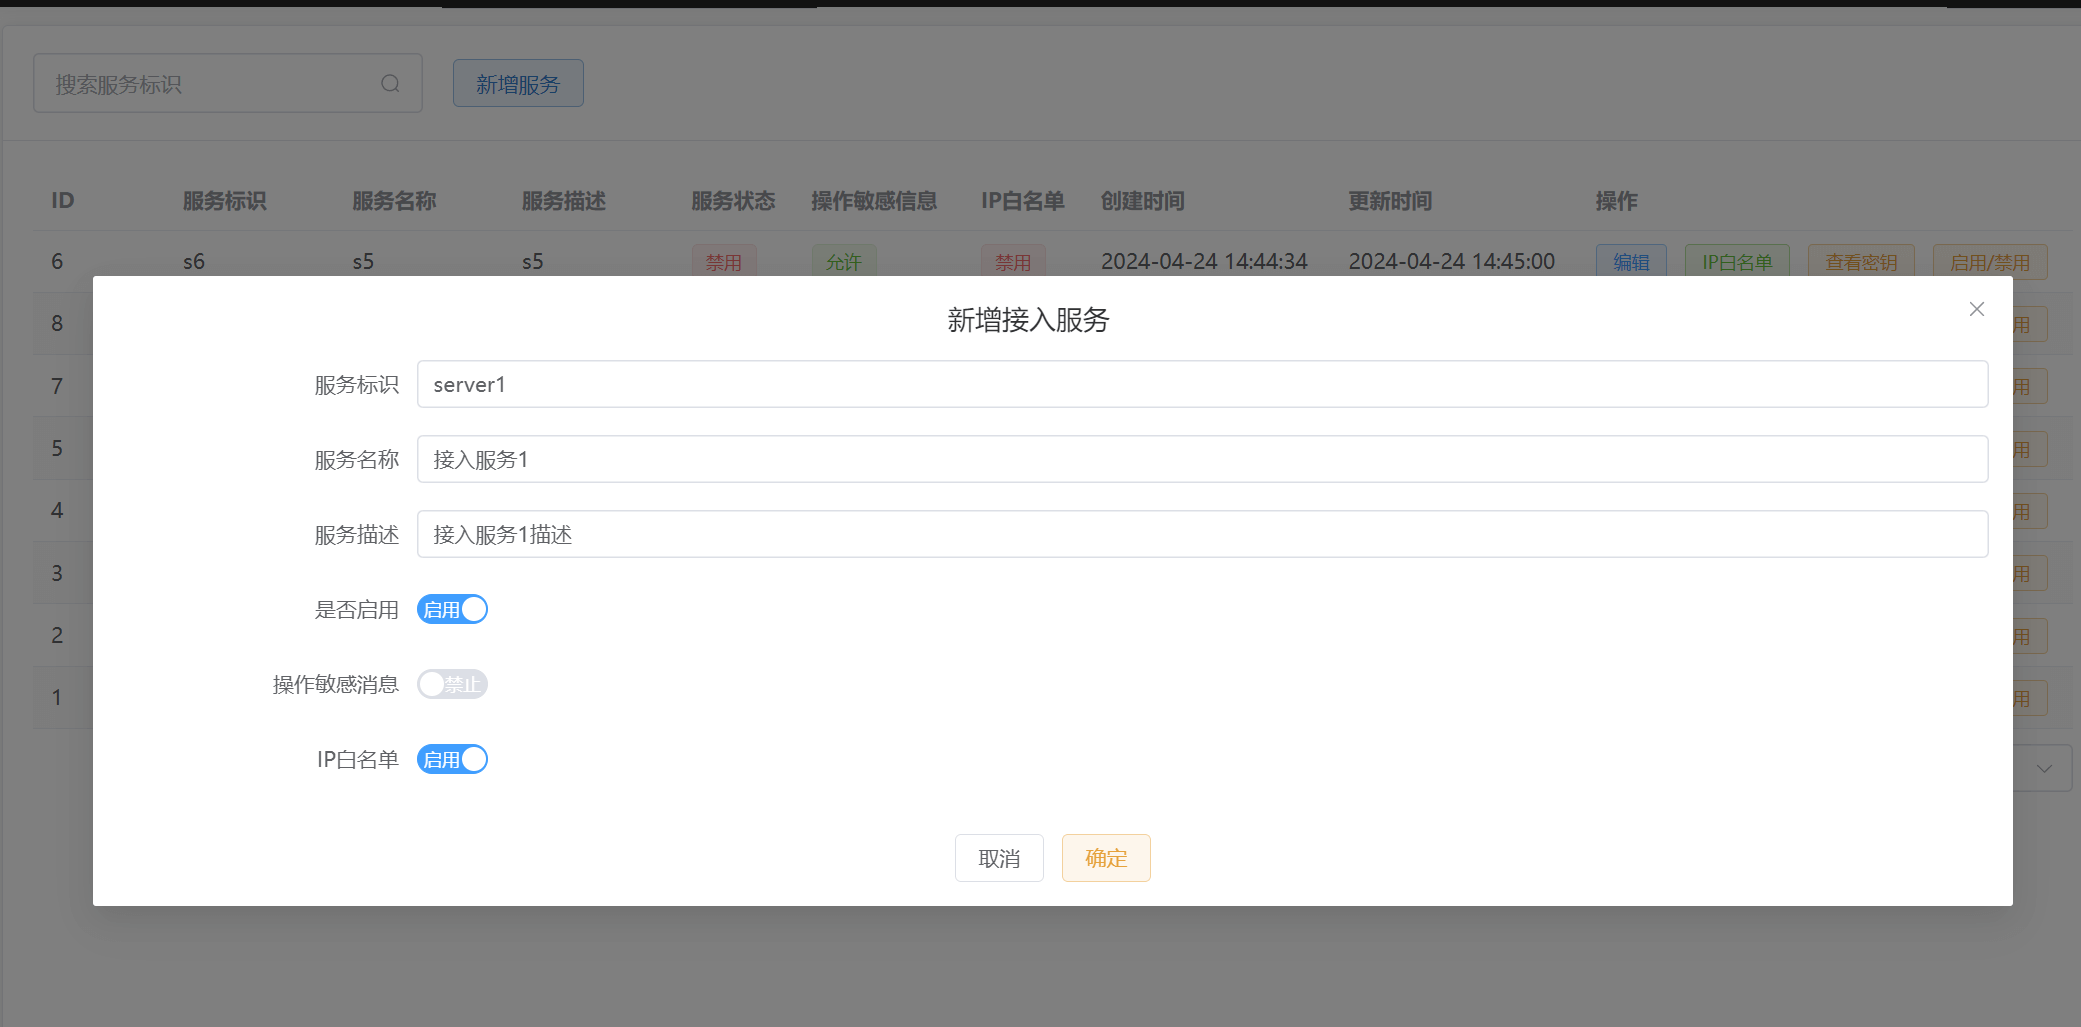 搜索服务标识 新增服务
ID 服务标识 服务名称 服务描述 服务状态 操作敏感信息 IP白名单 创建时间 更新时间 操作
6 s6 s5 s5 禁用 允许 禁用 2024-04-24 14:44:34 2024-04-24 14:45:00 编辑 IP白名单 查看密钥 启用/禁用
新增接入服务
8 用
服务标识 server1
7 用
服务名称 接入服务1
5 用
4 用
服务描述 接入服务1描述
3 用
是否启用 启用
2 用
操作敏感消息 禁止
1 用
IP白名单 启用
取消 确定